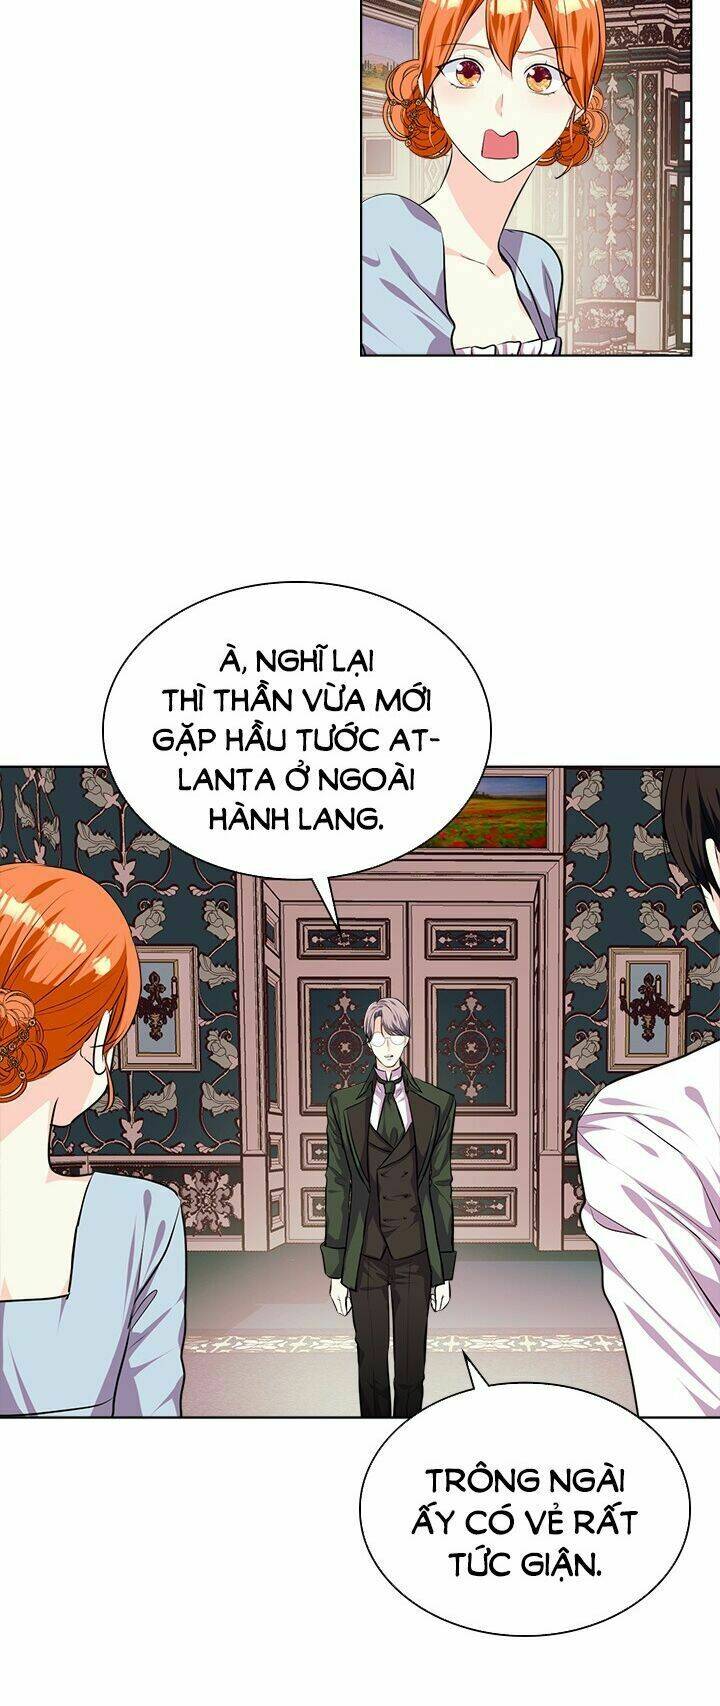 À, NGHĨ LẠI
THÌ THẦN VỪA MỚI
GẶP HẦU TƯỚC AT-
LANTA Ở NGOÀI
HÀNH LANG.
TRÔNG NGÀI
ẤY CÓ VẺ RẤT
TỨC GIẬN.